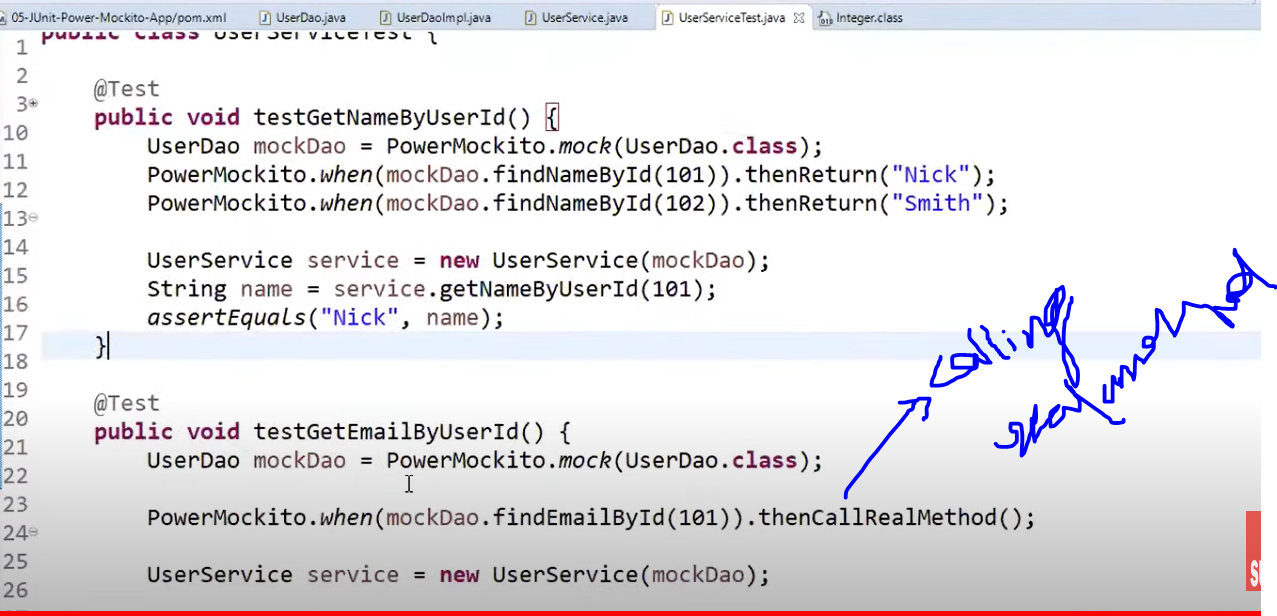 05-JUnit-Power-Mockito-App/pom.xml UserDao.java UserDaoImpl.java UserService.java UserServiceTest.java Integer.class
public class UserServiceTest {
1
2
@Test
3
public void testGetNameByUserId() {
10
UserDao mockDao = PowerMockito.mock(UserDao.class);
11
PowerMockito.when(mockDao.findNameById(101)).thenReturn("Nick");
12
PowerMockito.when(mockDao.findNameById(102)).thenReturn("Smith");
13
14
UserService service = new UserService(mockDao);
15
String name = service.getNameByUserId(101);
16
assertEquals("Nick", name);
17
}
18
19
@Test
20
public void testGetEmailByUserId() {
21
UserDao mockDao = PowerMockito.mock(UserDao.class);
22
23
PowerMockito.when(mockDao.findEmailById(101)).thenCallRealMethod();
24
25
UserService service = new UserService(mockDao);
26
calling